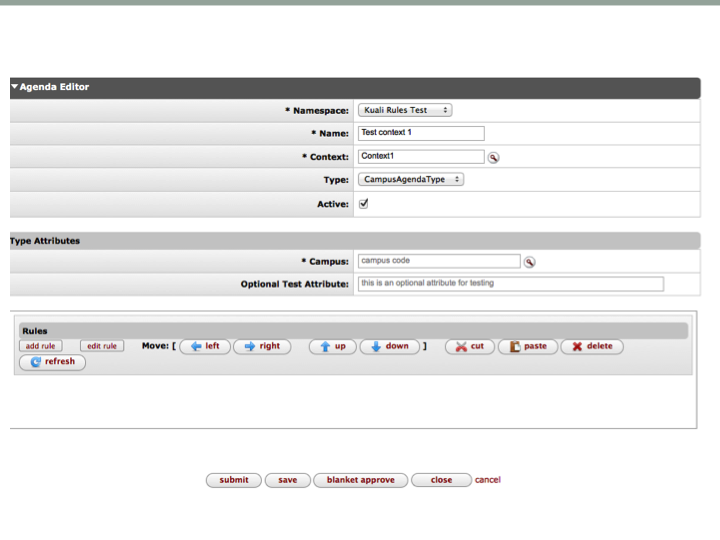 Agenda Editor
* Namespace: Kuali Rules Test
* Name: Test context 1
* Context: Context1
Type: CampusAgendaType
Active:
Type Attributes
* Campus: campus code
Optional Test Attribute: this is an optional attribute for testing
Rules
add rule edit rule Move: [ left right up down ] cut paste delete
refresh
submit save blanket approve close cancel